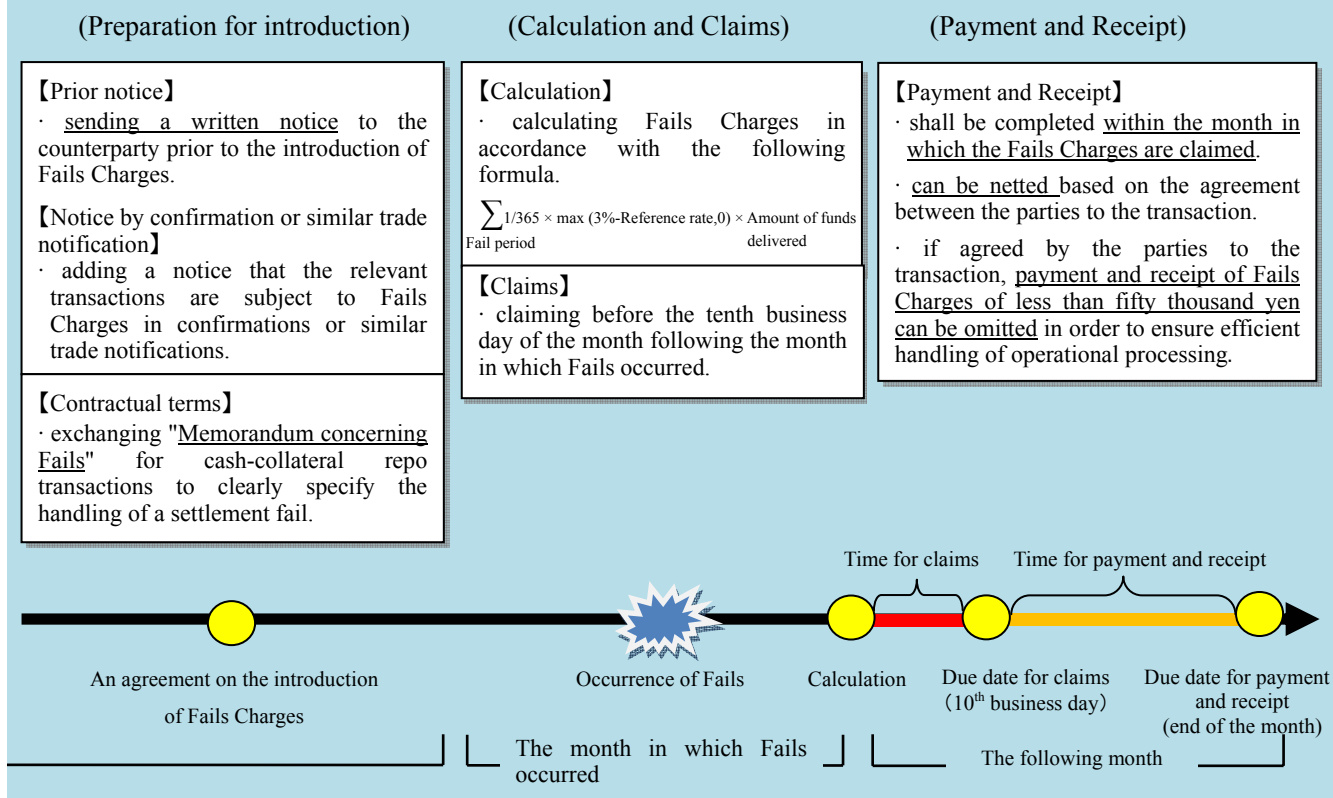 (Preparation for introduction)
(Calculation and Claims)
(Payment and Receipt)
【Prior notice】
· sending a written notice to the
counterparty prior to the introduction of
Fails Charges.
【Notice by confirmation or similar trade
notification】
· adding a notice that the relevant
transactions are subject to Fails
Charges in confirmations or similar
trade notifications.
【Contractual terms】
· exchanging "Memorandum concerning
Fails" for cash-collateral repo
transactions to clearly specify the
handling of a settlement fail.
【Calculation】
· calculating Fails Charges in
accordance with the following
formula.
∑ 1/365 × max (3%-Reference rate,0) × Amount of funds
Fail period delivered
【Claims】
· claiming before the tenth business
day of the month following the month
in which Fails occurred.
【Payment and Receipt】
· shall be completed within the month in
which the Fails Charges are claimed.
· can be netted based on the agreement
between the parties to the transaction.
· if agreed by the parties to the
transaction, payment and receipt of Fails
Charges of less than fifty thousand yen
can be omitted in order to ensure efficient
handling of operational processing.
Time for claims
Time for payment and receipt
An agreement on the introduction
of Fails Charges
Occurrence of Fails
Calculation
Due date for claims
（10th business day）
Due date for payment
and receipt
(end of the month)
The month in which Fails
occurred
The following month